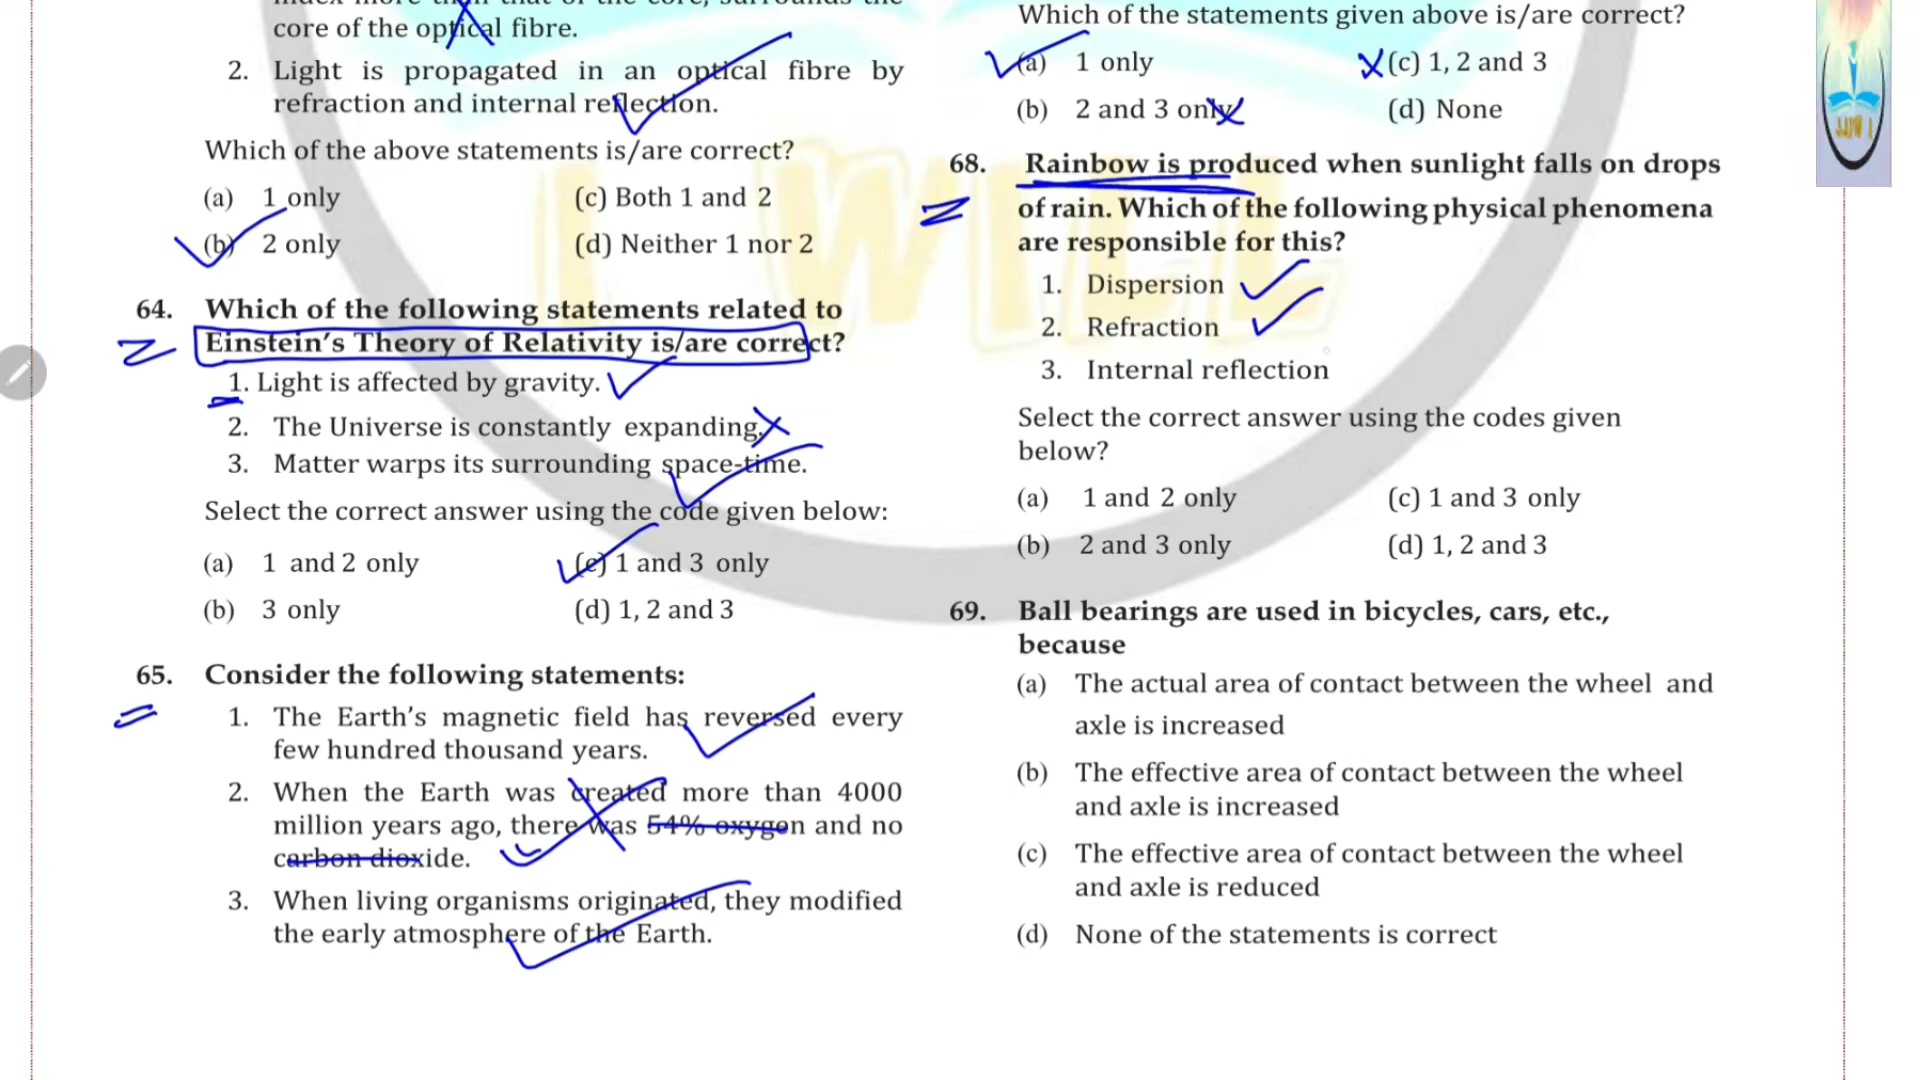 core of the optical fibre.
2. Light is propagated in an optical fibre by
refraction and internal reflection.
Which of the above statements is/are correct?
(a) 1 only (c) Both 1 and 2
(b) 2 only (d) Neither 1 nor 2
64. Which of the following statements related to
Einstein's Theory of Relativity is/are correct?
1. Light is affected by gravity.
2. The Universe is constantly expanding.
3. Matter warps its surrounding space-time.
Select the correct answer using the code given below:
(a) 1 and 2 only (c) 1 and 3 only
(b) 3 only (d) 1, 2 and 3
65. Consider the following statements:
1. The Earth's magnetic field has reversed every
few hundred thousand years.
2. When the Earth was created more than 4000
million years ago, there was 54% oxygen and no
carbon dioxide.
3. When living organisms originated, they modified
the early atmosphere of the Earth.
Which of the statements given above is/are correct?
(a) 1 only (c) 1, 2 and 3
(b) 2 and 3 only (d) None
68. Rainbow is produced when sunlight falls on drops
of rain. Which of the following physical phenomena
are responsible for this?
1. Dispersion
2. Refraction
3. Internal reflection
Select the correct answer using the codes given
below?
(a) 1 and 2 only (c) 1 and 3 only
(b) 2 and 3 only (d) 1, 2 and 3
69. Ball bearings are used in bicycles, cars, etc.,
because
(a) The actual area of contact between the wheel and
axle is increased
(b) The effective area of contact between the wheel
and axle is increased
(c) The effective area of contact between the wheel
and axle is reduced
(d) None of the statements is correct
I WILL